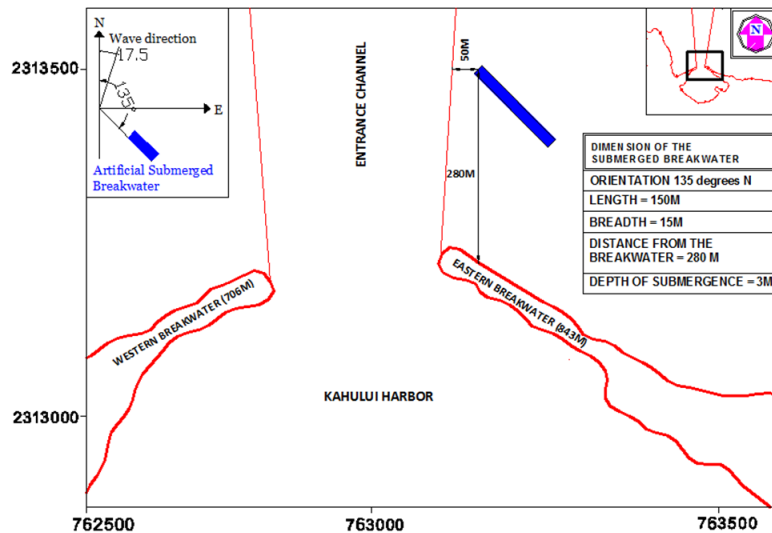 N
Wave direction
17.5
135°
E
Artificial Submerged
Breakwater
2313500
2313000
762500
763000
763500
ENTRANCE CHANNEL
50M
280M
WESTERN BREAKWATER (706M)
EASTERN BREAKWATER (843M)
KAHULUI HARBOR
N
DIMENSION OF THE
SUBMERGED BREAKWATER
ORIENTATION 135 degrees N
LENGTH = 150M
BREADTH = 15M
DISTANCE FROM THE
BREAKWATER = 280 M
DEPTH OF SUBMERGENCE = 3M